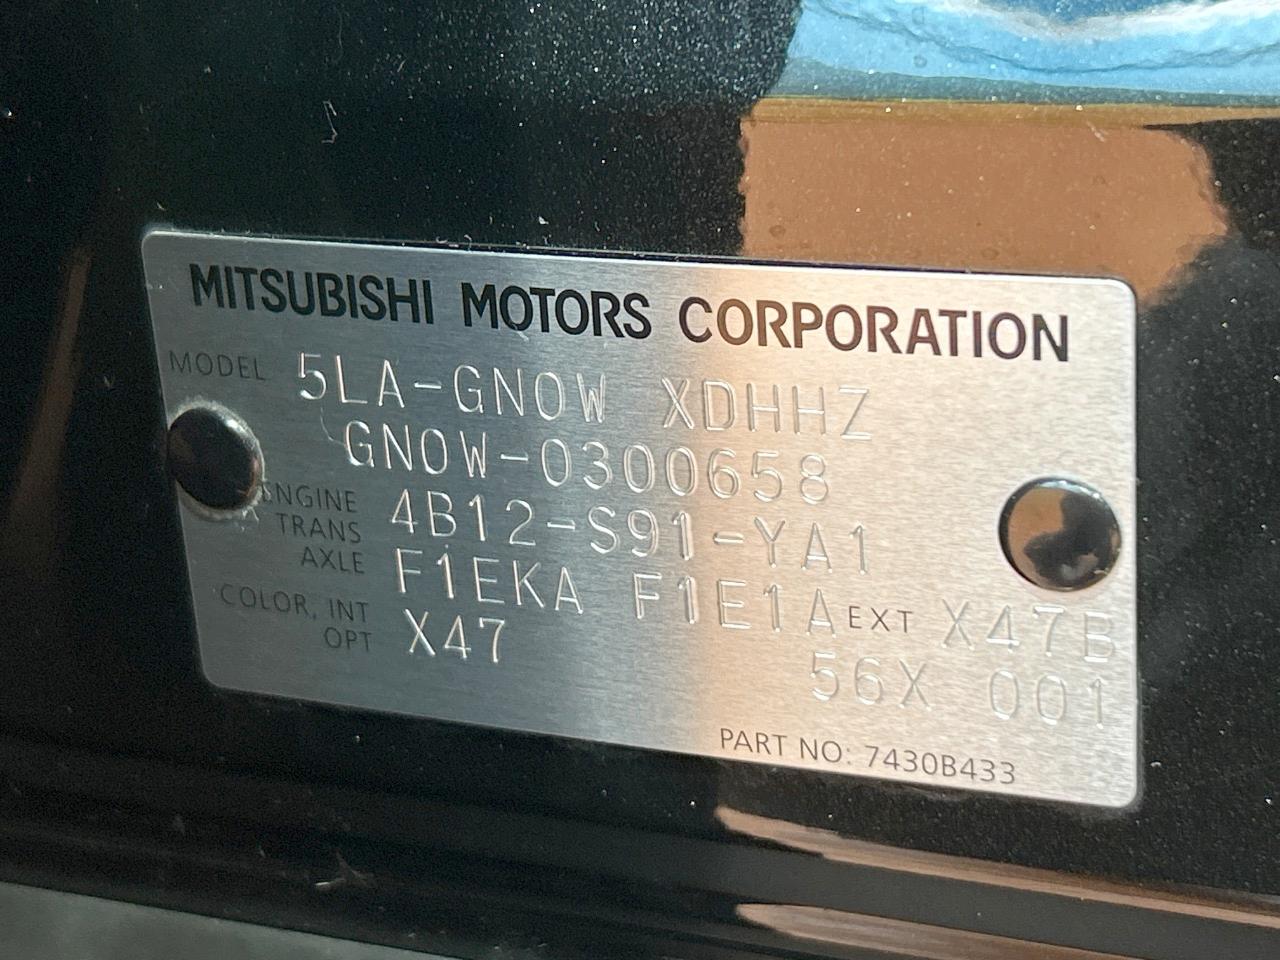 MITSUBISHI MOTORS CORPORATION
MODEL 5LA-GN0W XDHHZ
GN0W-0300658
ENGINE 4B12-S91-YA1
TRANS AXLE F1EKA F1E1A
COLOR, INT X47 EXT X47B
OPT 56X 001
PART NO: 7430B433